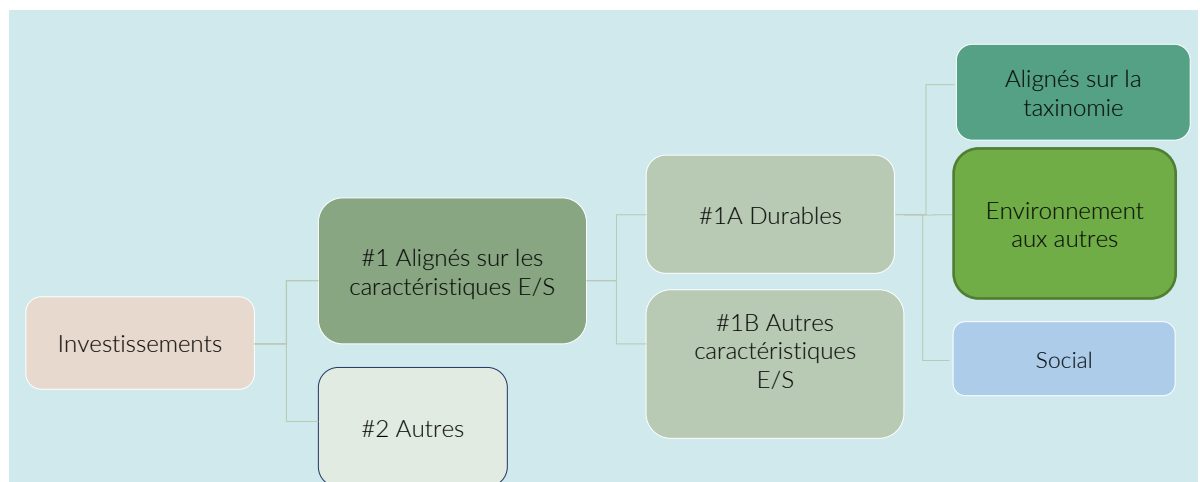 Investissements
#1 Alignés sur les
caractéristiques E/S
#2 Autres
#1A Durables
#1B Autres
caractéristiques
E/S
Alignés sur la
taxinomie
Environnement
aux autres
Social